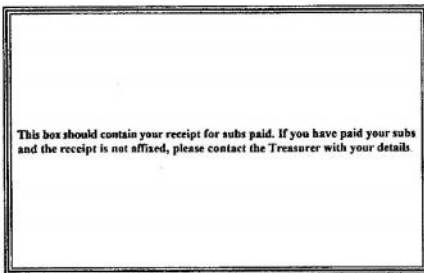 This box should contain your receipt for subs paid. If you have paid your subs
and the receipt is not affixed, please contact the Treasurer with your details.